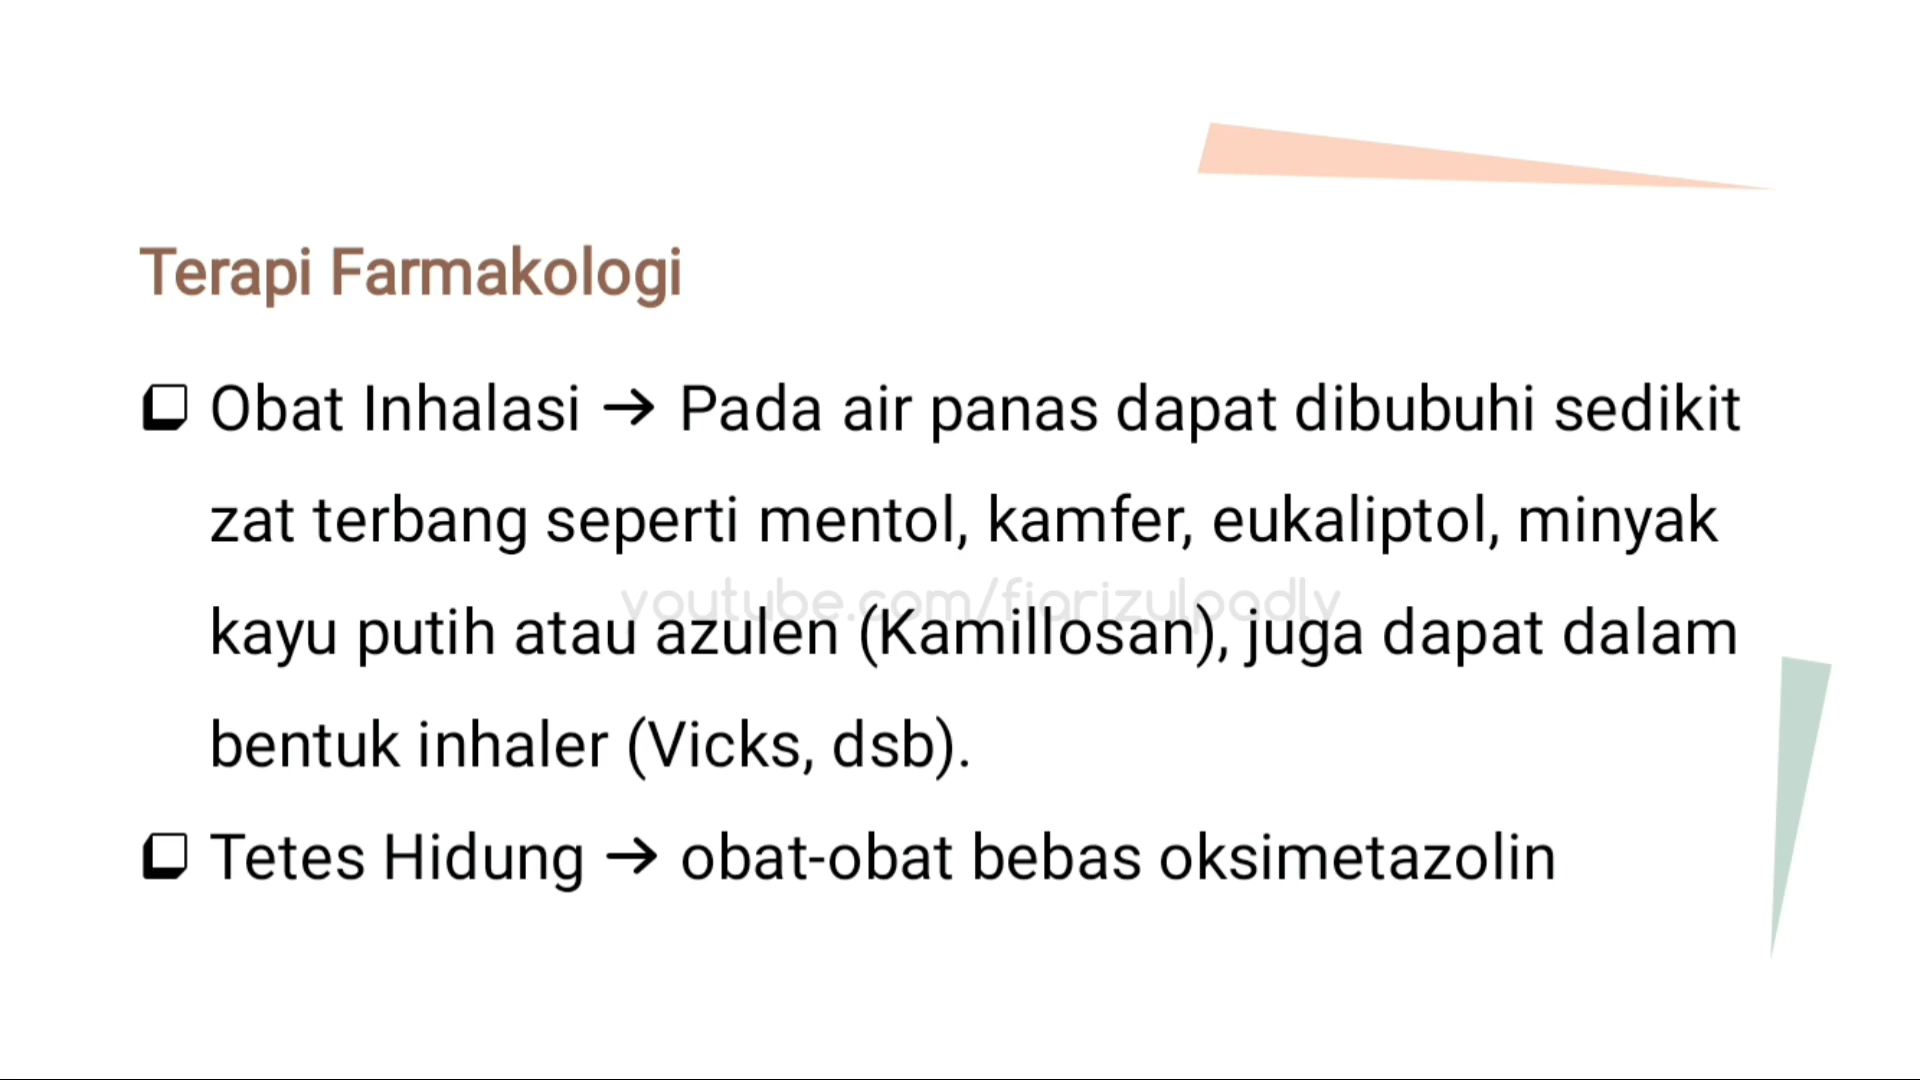 Terapi Farmakologi
❏ Obat Inhalasi → Pada air panas dapat dibubuhi sedikit
zat terbang seperti mentol, kamfer, eukaliptol, minyak
youtube.com/fiqrizulpadly
kayu putih atau azulen (Kamillosan), juga dapat dalam
bentuk inhaler (Vicks, dsb).
❏ Tetes Hidung → obat-obat bebas oksimetazolin